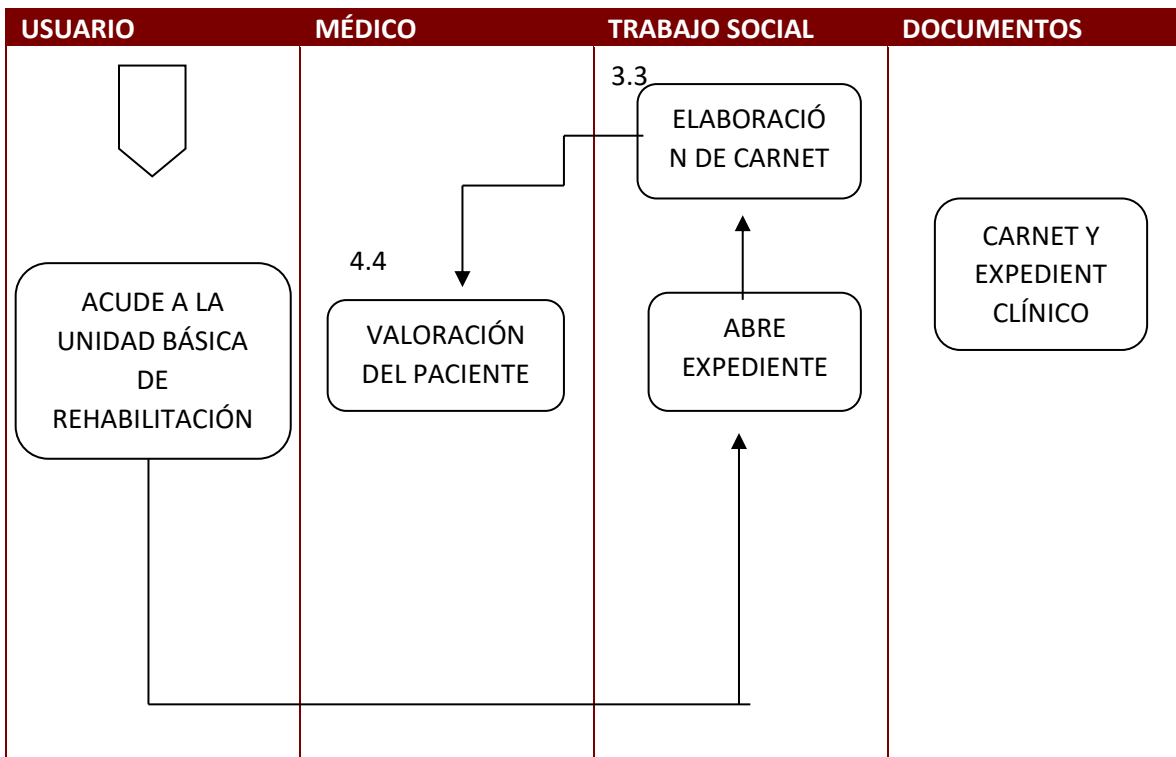 USUARIO MÉDICO TRABAJO SOCIAL DOCUMENTOS
3.3
ELABORACIÓ
N DE CARNET
CARNET Y
EXPEDIENT
CLÍNICO
4.4
ACUDE A LA
UNIDAD BÁSICA
DE
REHABILITACIÓN
VALORACIÓN
DEL PACIENTE
ABRE
EXPEDIENTE